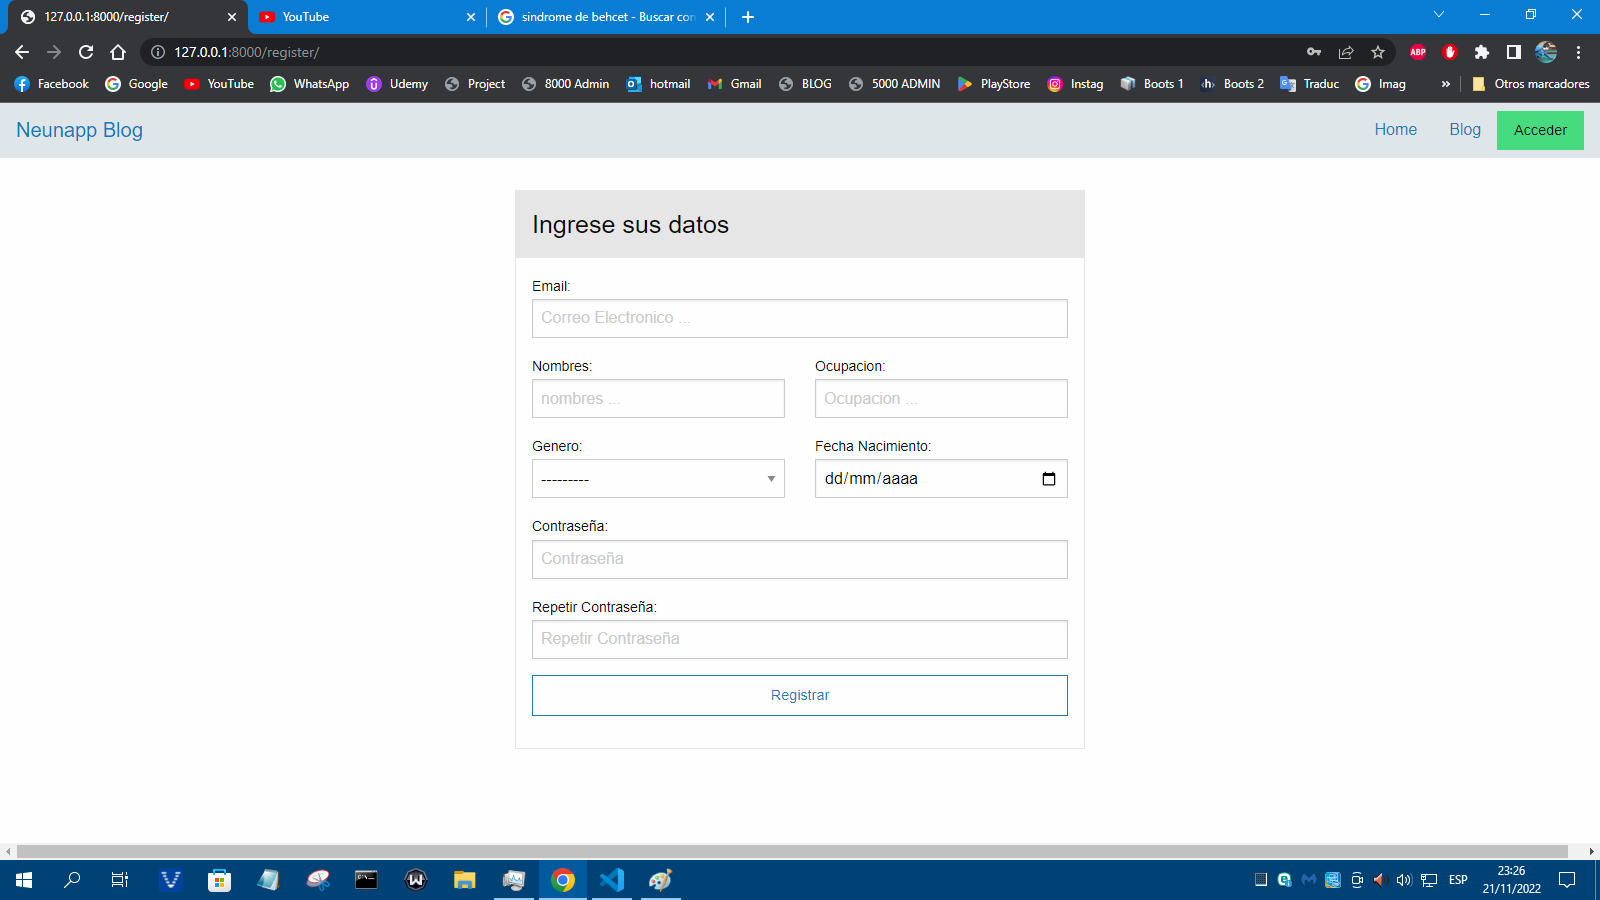 127.0.0.1:8000/register/
YouTube
sindrome de behcet - Buscar con
127.0.0.1:8000/register/
ABP
Facebook Google YouTube WhatsApp Udemy Project 8000 Admin hotmail Gmail BLOG 5000 ADMIN PlayStore Instag Boots 1 Boots 2 Traduc Imag » Otros marcadores
Neunapp Blog
Home Blog Acceder
Ingrese sus datos
Email:
Correo Electronico ...
Nombres: Ocupacion:
nombres ... Ocupacion ...
Genero: Fecha Nacimiento:
--------- dd/mm/aaaa
Contraseña:
Contraseña
Repetir Contraseña:
Repetir Contraseña
Registrar
ESP
23:26
21/11/2022